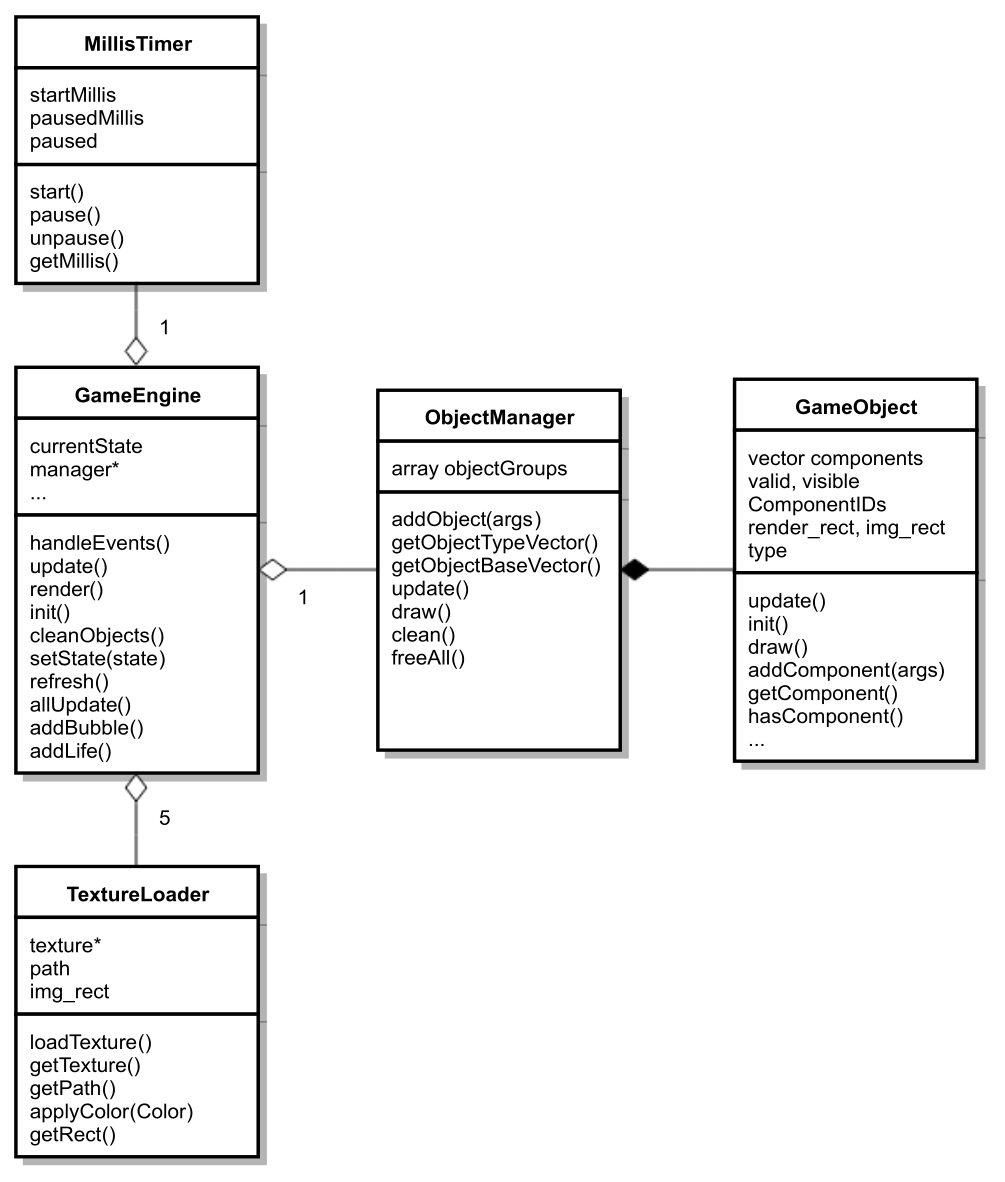 MillisTimer
startMillis
pausedMillis
paused
start()
pause()
unpause()
getMillis()
1
GameEngine
currentState
manager*
...
handleEvents()
update()
render()
init()
cleanObjects()
setState(state)
refresh()
allUpdate()
addBubble()
addLife()
1
ObjectManager
array objectGroups
addObject(args)
getObjectTypeVector()
getObjectBaseVector()
update()
draw()
clean()
freeAll()
GameObject
vector components
valid, visible
ComponentIDs
render_rect, img_rect
type
update()
init()
draw()
addComponent(args)
getComponent()
hasComponent()
...
5
TextureLoader
texture*
path
img_rect
loadTexture()
getTexture()
getPath()
applyColor(Color)
getRect()